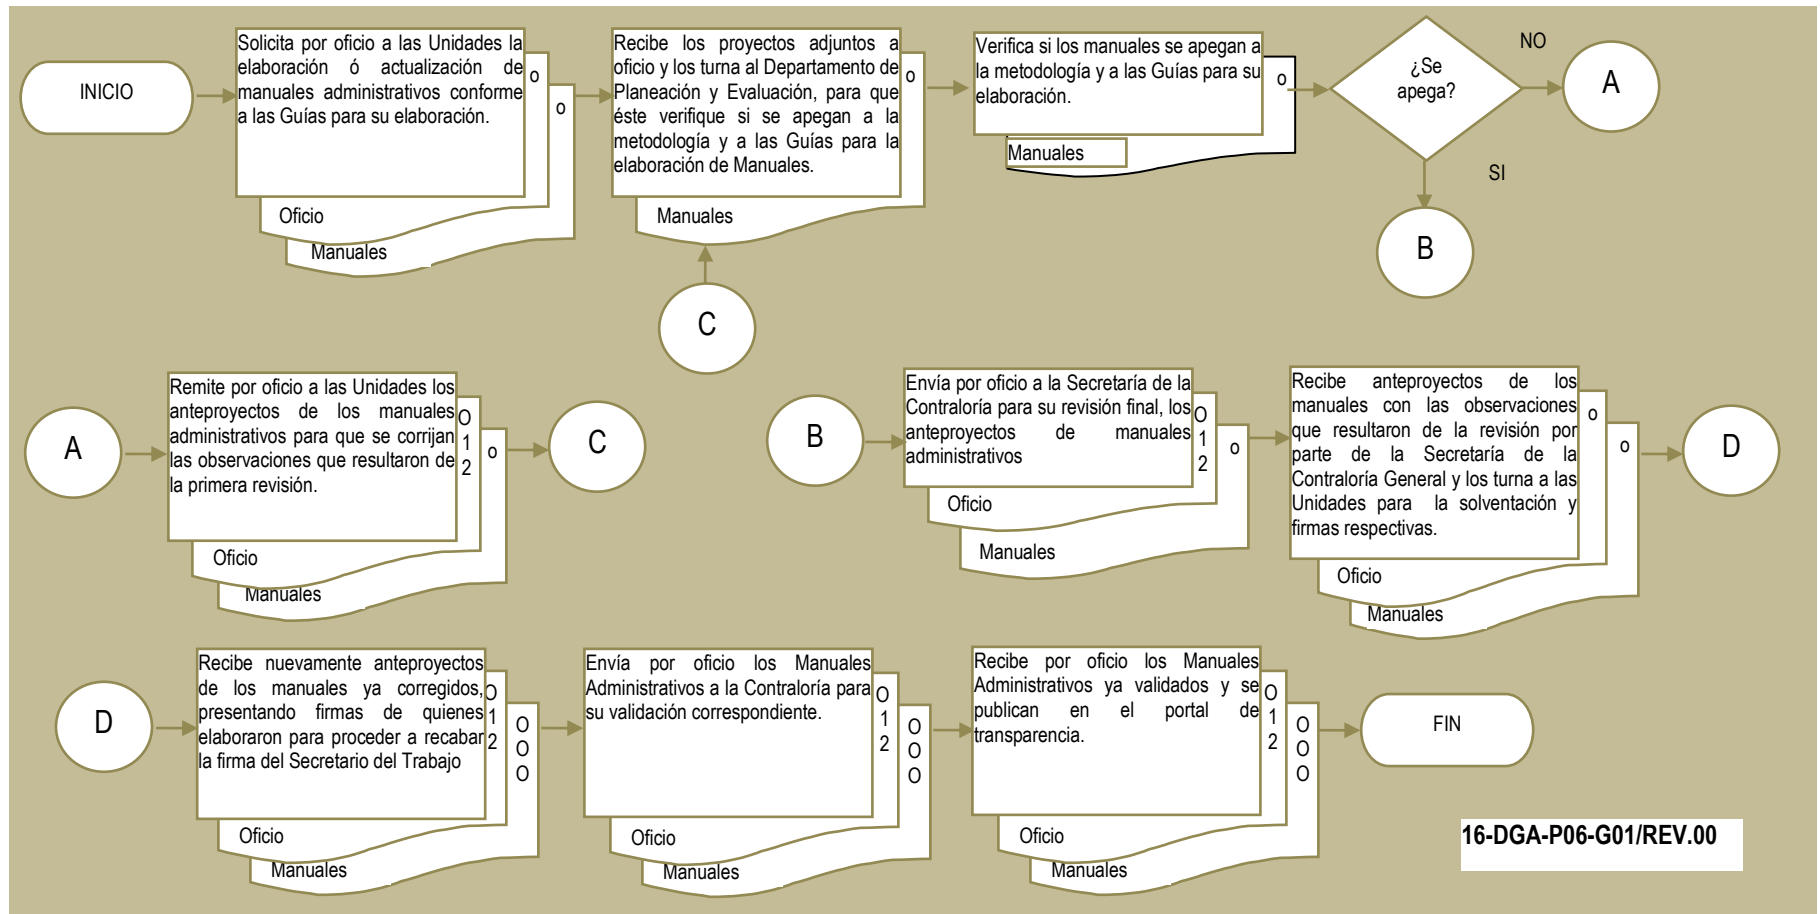 INICIO
Solicita por oficio a las Unidades la
elaboración ó actualización de
manuales administrativos conforme
a las Guías para su elaboración.
o
o
Oficio
Manuales
Recibe los proyectos adjuntos a
oficio y los turna al Departamento de
Planeación y Evaluación, para que
éste verifique si se apegan a la
metodología y a las Guías para la
elaboración de Manuales.
o
Manuales
C
Verifica si los manuales se apegan a
la metodología y a las Guías para su
elaboración.
o
Manuales
¿Se
apega?
NO
A
SI
B
A
Remite por oficio a las Unidades los
anteproyectos de los manuales
administrativos para que se corrijan
las observaciones que resultaron de
la primera revisión.
O
1
2
o
Oficio
Manuales
C
B
Envía por oficio a la Secretaría de la
Contraloría para su revisión final, los
anteproyectos de manuales
administrativos
O
1
2
o
Oficio
Manuales
Recibe anteproyectos de los
manuales con las observaciones
que resultaron de la revisión por
parte de la Secretaría de la
Contraloría General y los turna a las
Unidades para la solventación y
firmas respectivas.
o
o
Oficio
Manuales
D
D
Recibe nuevamente anteproyectos
de los manuales ya corregidos,
presentando firmas de quienes
elaboraron para proceder a recabar
la firma del Secretario del Trabajo
O
1
2
O
O
O
Oficio
Manuales
Envía por oficio los Manuales
Administrativos a la Contraloría para
su validación correspondiente.
O
1
2
O
O
O
Oficio
Manuales
Recibe por oficio los Manuales
Administrativos ya validados y se
publican en el portal de
transparencia.
O
1
2
O
O
O
Oficio
Manuales
FIN
16-DGA-P06-G01/REV.00